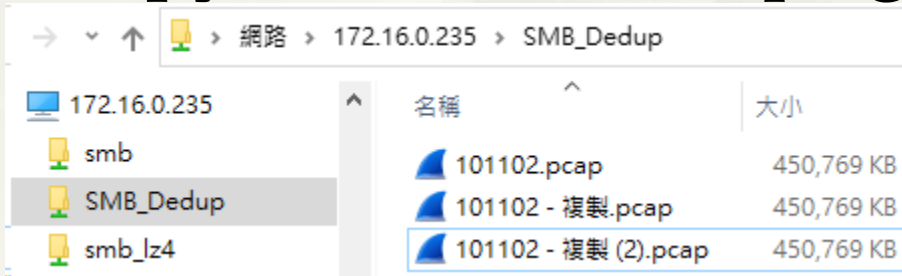 網路 > 172.16.0.235 > SMB_Dedup
172.16.0.235
smb
SMB_Dedup
smb_lz4
名稱 大小
101102.pcap 450,769 KB
101102 - 複製.pcap 450,769 KB
101102 - 複製 (2).pcap 450,769 KB